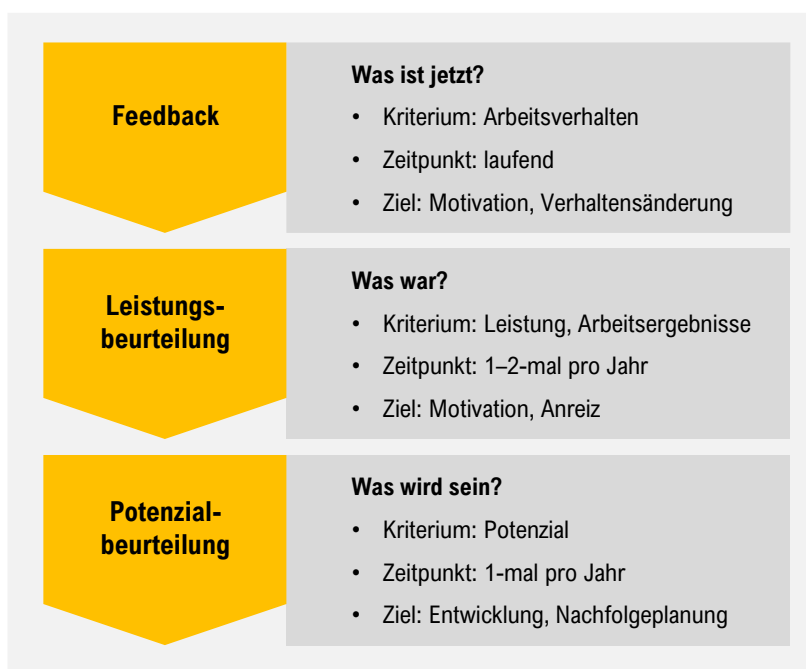 Feedback
Was ist jetzt?
• Kriterium: Arbeitsverhalten
• Zeitpunkt: laufend
• Ziel: Motivation, Verhaltensänderung
Leistungs-
beurteilung
Was war?
• Kriterium: Leistung, Arbeitsergebnisse
• Zeitpunkt: 1–2-mal pro Jahr
• Ziel: Motivation, Anreiz
Potenzial-
beurteilung
Was wird sein?
• Kriterium: Potenzial
• Zeitpunkt: 1-mal pro Jahr
• Ziel: Entwicklung, Nachfolgeplanung